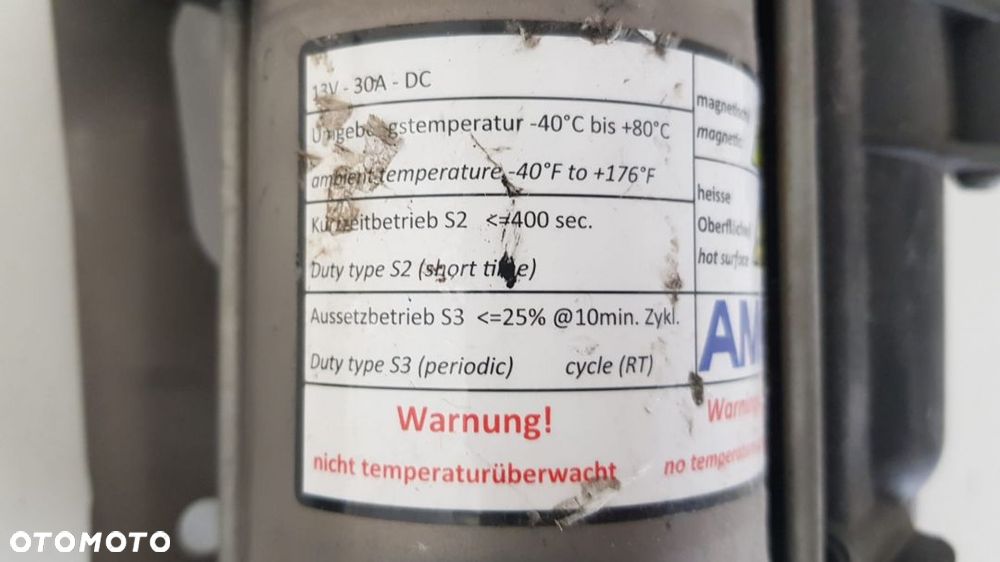 13V - 30A - DC
Umgebungstemperatur -40°C bis +80°C
ambient temperature -40°F to +176°F
Kurzzeitbetrieb S2 <=400 sec.
Duty type S2 (short time)
Aussetzbetrieb S3 <=25% @10min. Zykl.
Duty type S3 (periodic) cycle (RT)
Warnung!
nicht temperaturüberwacht
heisse
hot surface
AM
no
OTOMOTO